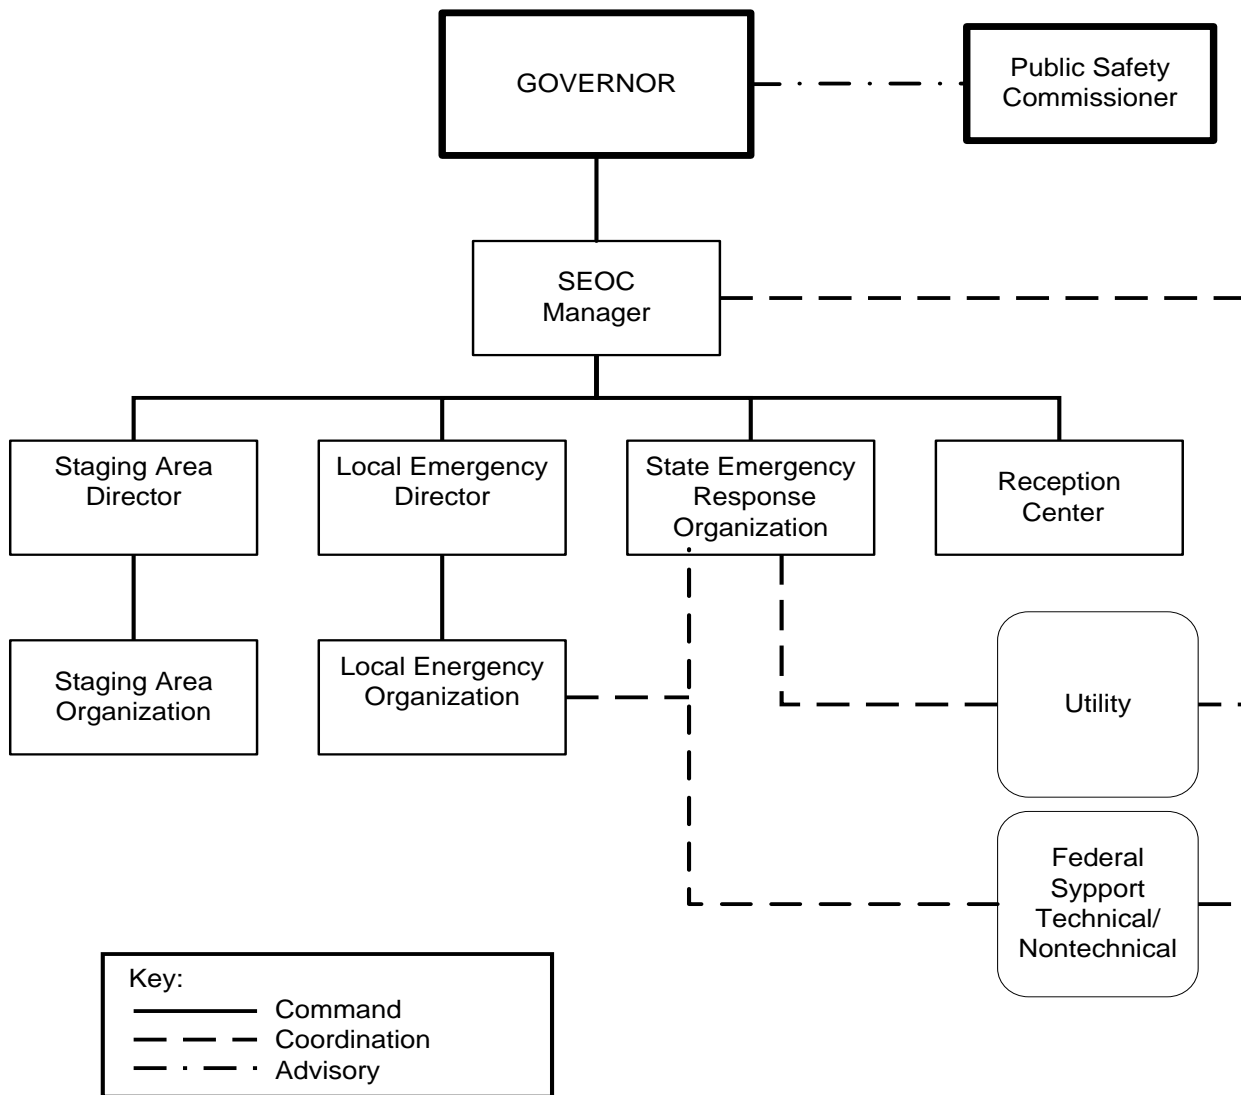 GOVERNOR
Public Safety
Commissioner
SEOC
Manager
Staging Area
Director
Local Emergency
Director
State Emergency
Response
Organization
Reception
Center
Staging Area
Organization
Local Energency
Organization
Utility
Federal
Sypport
Technical/
Nontechnical
Key:
Command
Coordination
Advisory